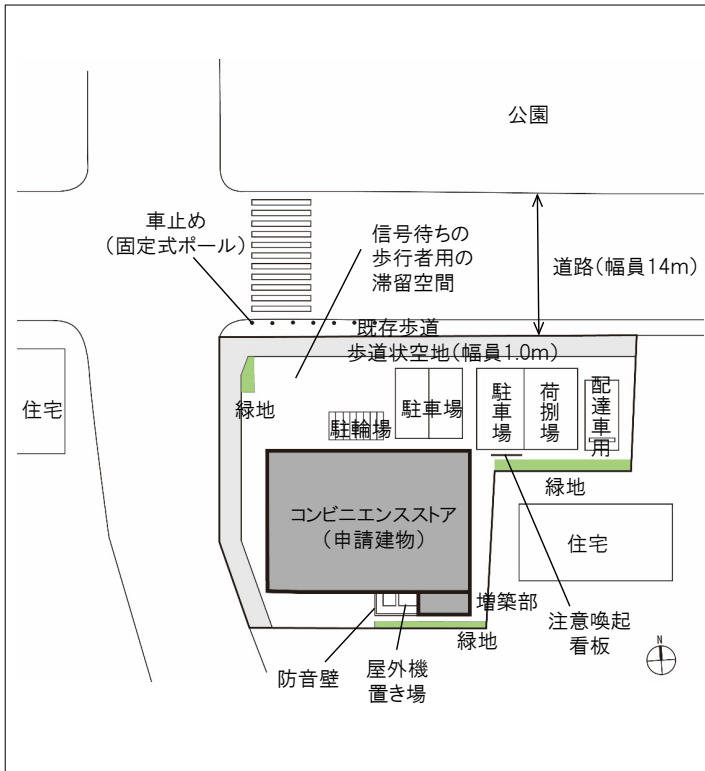 公園
車止め
（固定式ポール）
信号待ちの
歩行者用の
滞留空間
道路（幅員14m）
既存歩道
歩道状空地（幅員1.0m）
住宅
緑地
駐輪場
駐車場
駐車場
荷捌場
配達車用
緑地
コンビニエンスストア
（申請建物）
住宅
増築部
注意喚起
看板
緑地
防音壁
屋外機
置き場
N